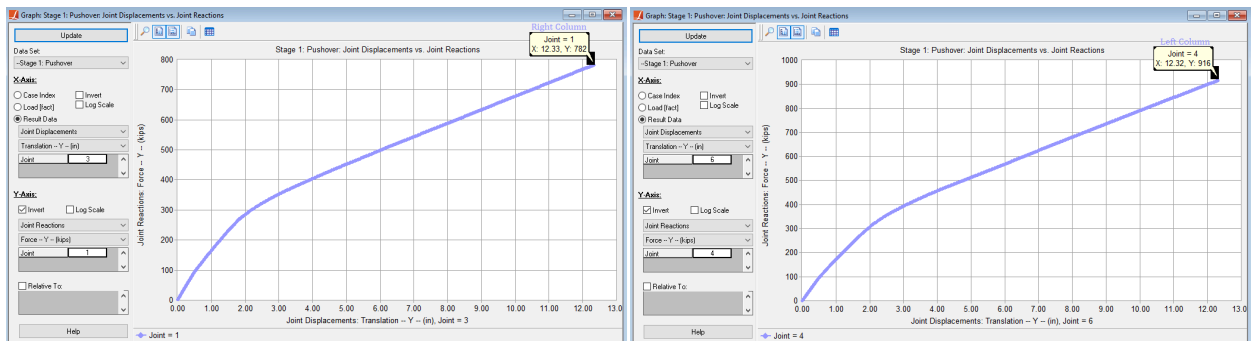 Graph: Stage 1: Pushover: Joint Displacements vs. Joint Reactions
Update
Data Set:
--Stage 1: Pushover
X-Axis:
Case Index
Invert
Load [fact]
Log Scale
Result Data
Joint Displacements
Translation -- Y -- (in)
Joint 3
Y-Axis:
Invert
Log Scale
Joint Reactions
Force -- Y -- (kips)
Joint 1
Relative To:
Help
Stage 1: Pushover: Joint Displacements vs. Joint Reactions
Right Column
Joint = 1
X: 12.33, Y: 782
Joint Reactions: Force -- Y -- (kips)
800
700
600
500
400
300
200
100
0
0.00 1.00 2.00 3.00 4.00 5.00 6.00 7.00 8.00 9.00 10.00 11.00 12.00 13.0
Joint Displacements: Translation -- Y -- (in), Joint = 3
Joint = 1
Graph: Stage 1: Pushover: Joint Displacements vs. Joint Reactions
Update
Data Set:
--Stage 1: Pushover
X-Axis:
Case Index
Invert
Load [fact]
Log Scale
Result Data
Joint Displacements
Translation -- Y -- (in)
Joint 6
Y-Axis:
Invert
Log Scale
Joint Reactions
Force -- Y -- (kips)
Joint 4
Relative To:
Help
Stage 1: Pushover: Joint Displacements vs. Joint Reactions
Left Column
Joint = 4
X: 12.32, Y: 916
Joint Reactions: Force -- Y -- (kips)
1000
900
800
700
600
500
400
300
200
100
0
0.00 1.00 2.00 3.00 4.00 5.00 6.00 7.00 8.00 9.00 10.00 11.00 12.00 13.0
Joint Displacements: Translation -- Y -- (in), Joint = 6
Joint = 4